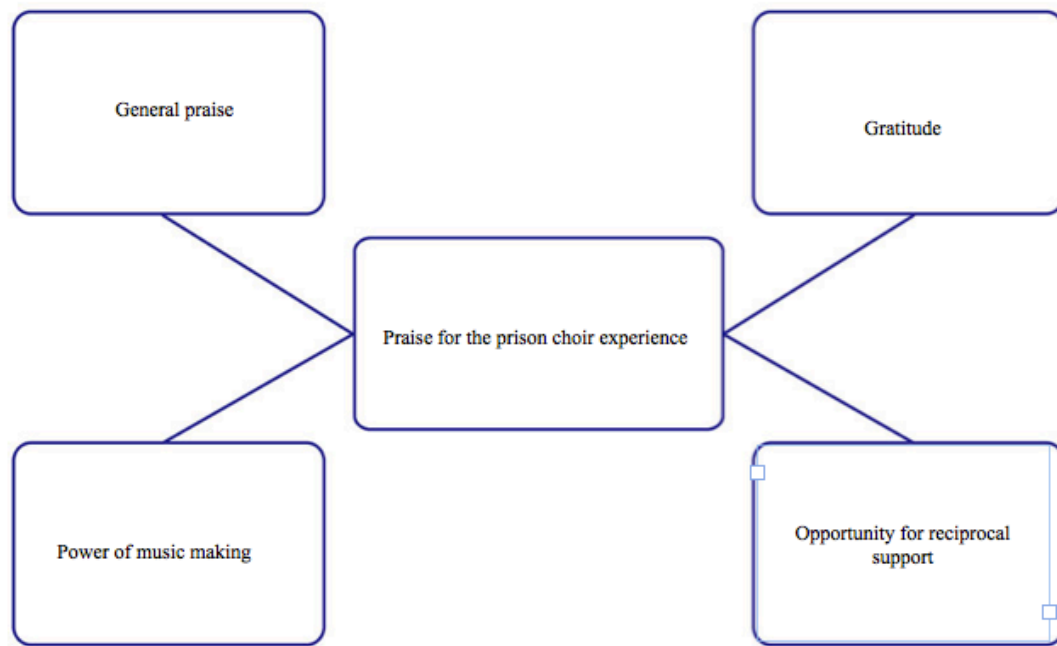 General praise
Gratitude
Praise for the prison choir experience
Power of music making
Opportunity for reciprocal
support